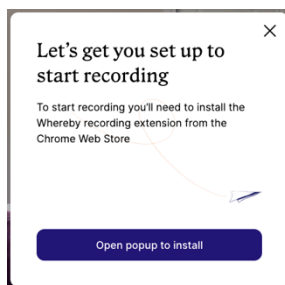 Let's get you set up to
start recording
To start recording you'll need to install the
Whereby recording extension from the
Chrome Web Store
Open popup to install